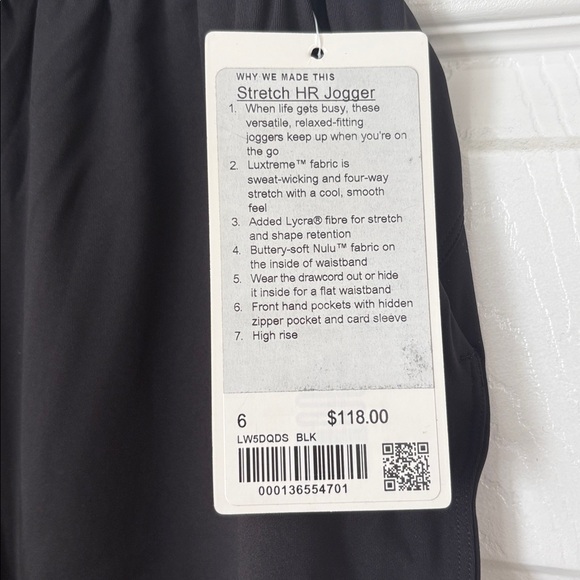 WHY WE MADE THIS
Stretch HR Jogger
1. When life gets busy, these
versatile, relaxed-fitting
joggers keep up when you're on
the go
2. Luxtreme™ fabric is
sweat-wicking and four-way
stretch with a cool, smooth
feel
3. Added Lycra® fibre for stretch
and shape retention
4. Buttery-soft Nulu™ fabric on
the inside of waistband
5. Wear the drawcord out or hide
it inside for a flat waistband
6. Front hand pockets with hidden
zipper pocket and card sleeve
7. High rise
6 $118.00
LW5DQDS BLK
000136554701